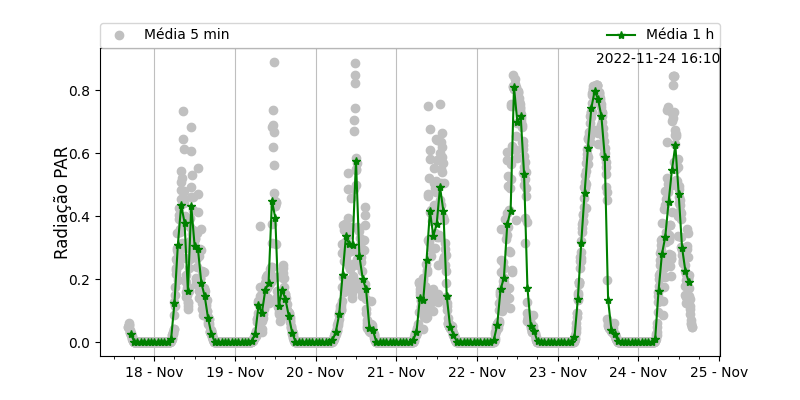 Média 5 min
Média 1 h
2022-11-24 16:10
Radiação PAR
0.8
0.6
0.4
0.2
0.0
18 - Nov
19 - Nov
20 - Nov
21 - Nov
22 - Nov
23 - Nov
24 - Nov
25 - Nov